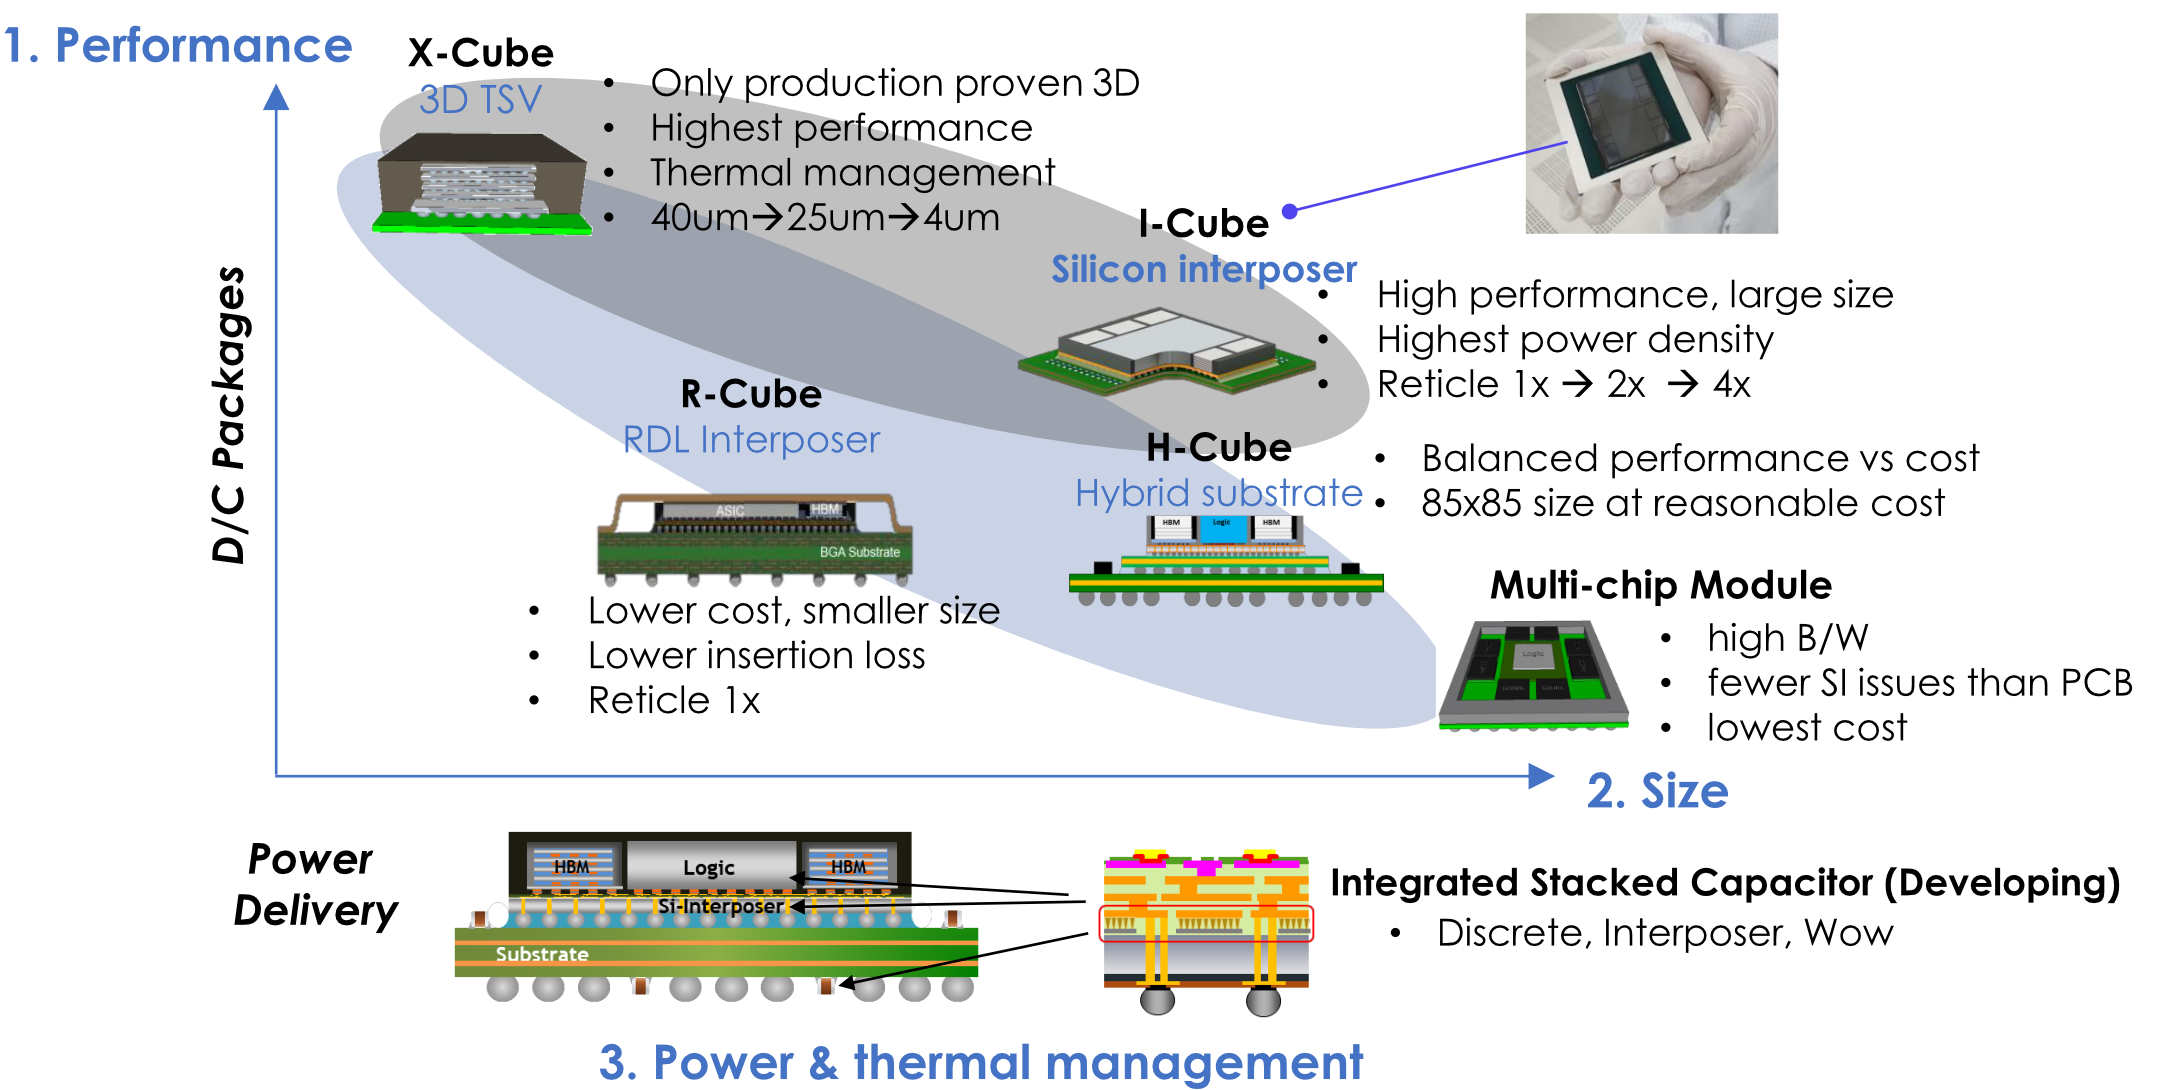 1. Performance
X-Cube
3D TSV
• Only production proven 3D
• Highest performance
• Thermal management
• 40um→25um→4um
I-Cube
Silicon interposer
• High performance, large size
• Highest power density
• Reticle 1x → 2x → 4x
D/C Packages
R-Cube
RDL Interposer
ASIC
HBM
BGA Substrate
• Lower cost, smaller size
• Lower insertion loss
• Reticle 1x
H-Cube
Hybrid substrate
HBM
Logic
HBM
• Balanced performance vs cost
• 85x85 size at reasonable cost
Multi-chip Module
Logic
• high B/W
• fewer SI issues than PCB
• lowest cost
2. Size
Power
Delivery
HBM
Logic
HBM
Si-Interposer
Substrate
Integrated Stacked Capacitor (Developing)
• Discrete, Interposer, Wow
3. Power & thermal management